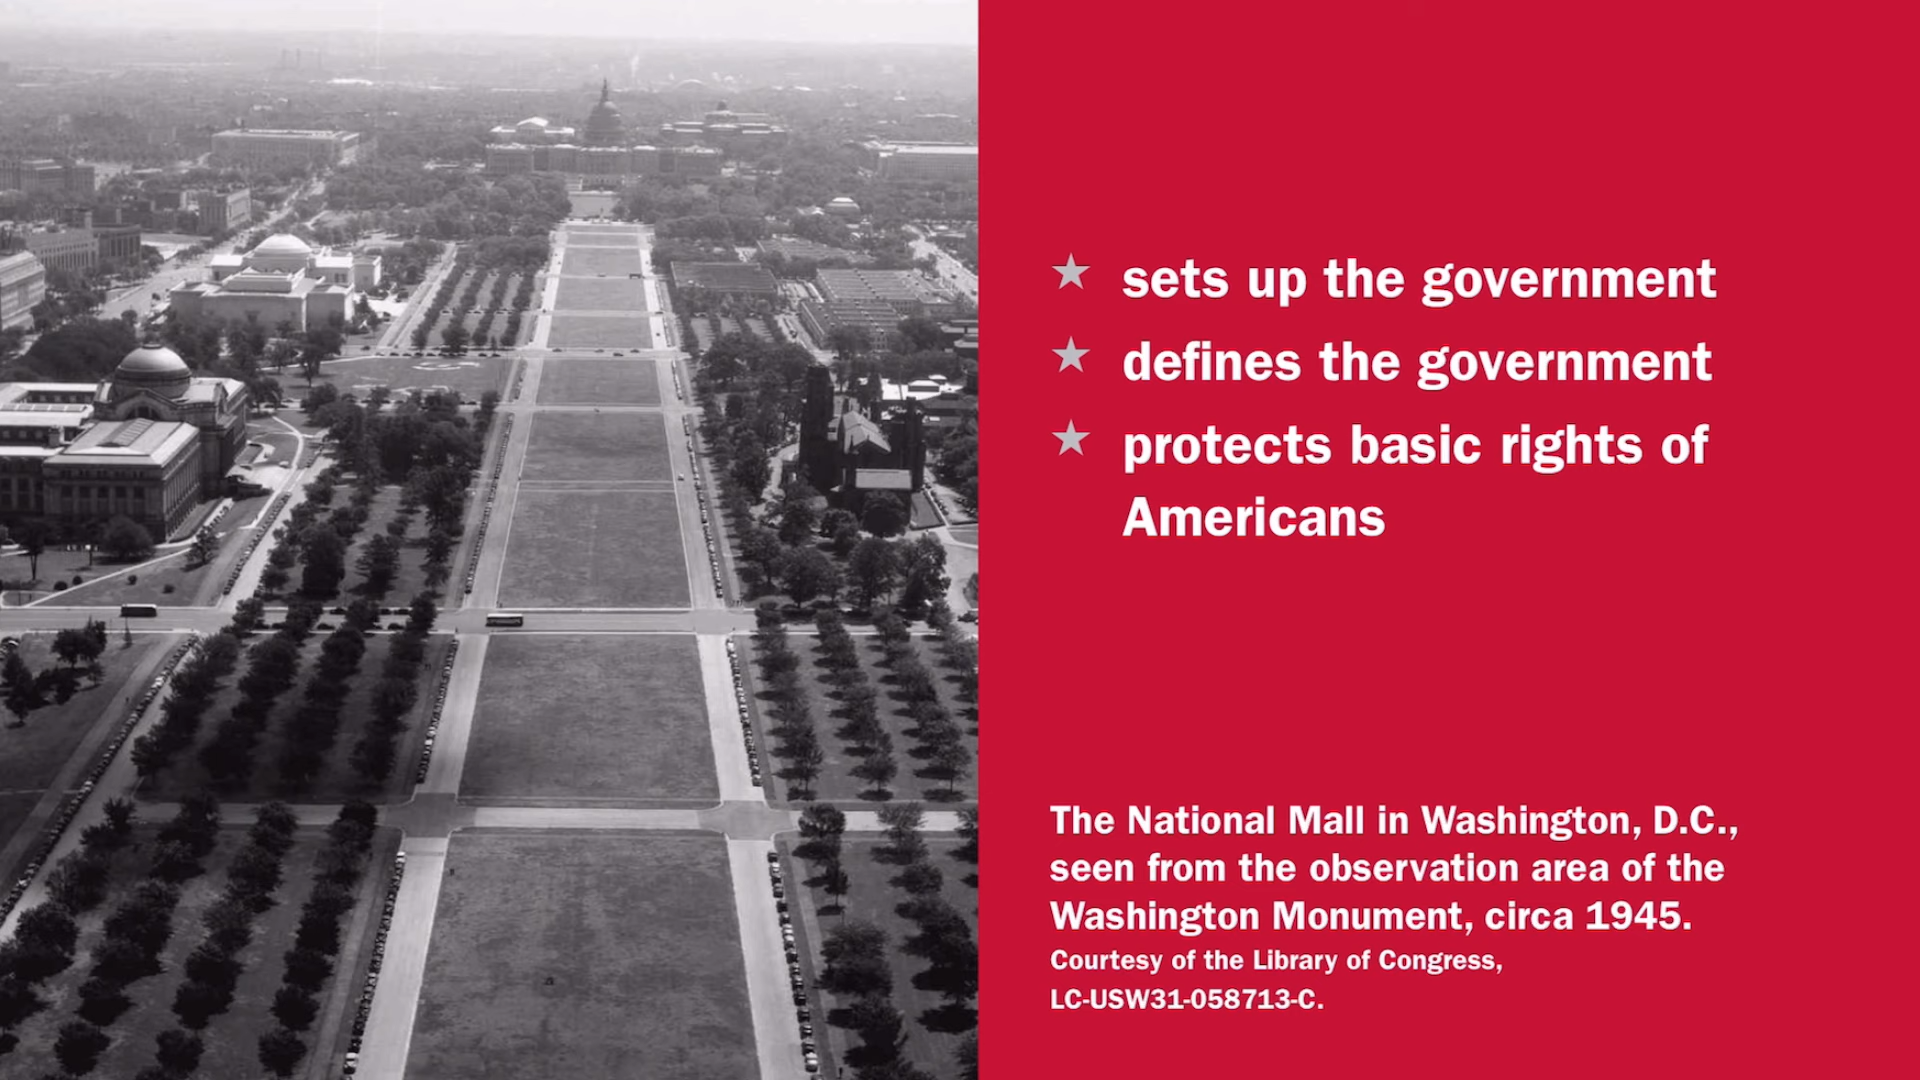 sets up the government
defines the government
protects basic rights of
Americans
The National Mall in Washington, D.C.,
seen from the observation area of the
Washington Monument, circa 1945.
Courtesy of the Library of Congress,
LC-USW31-058713-C.